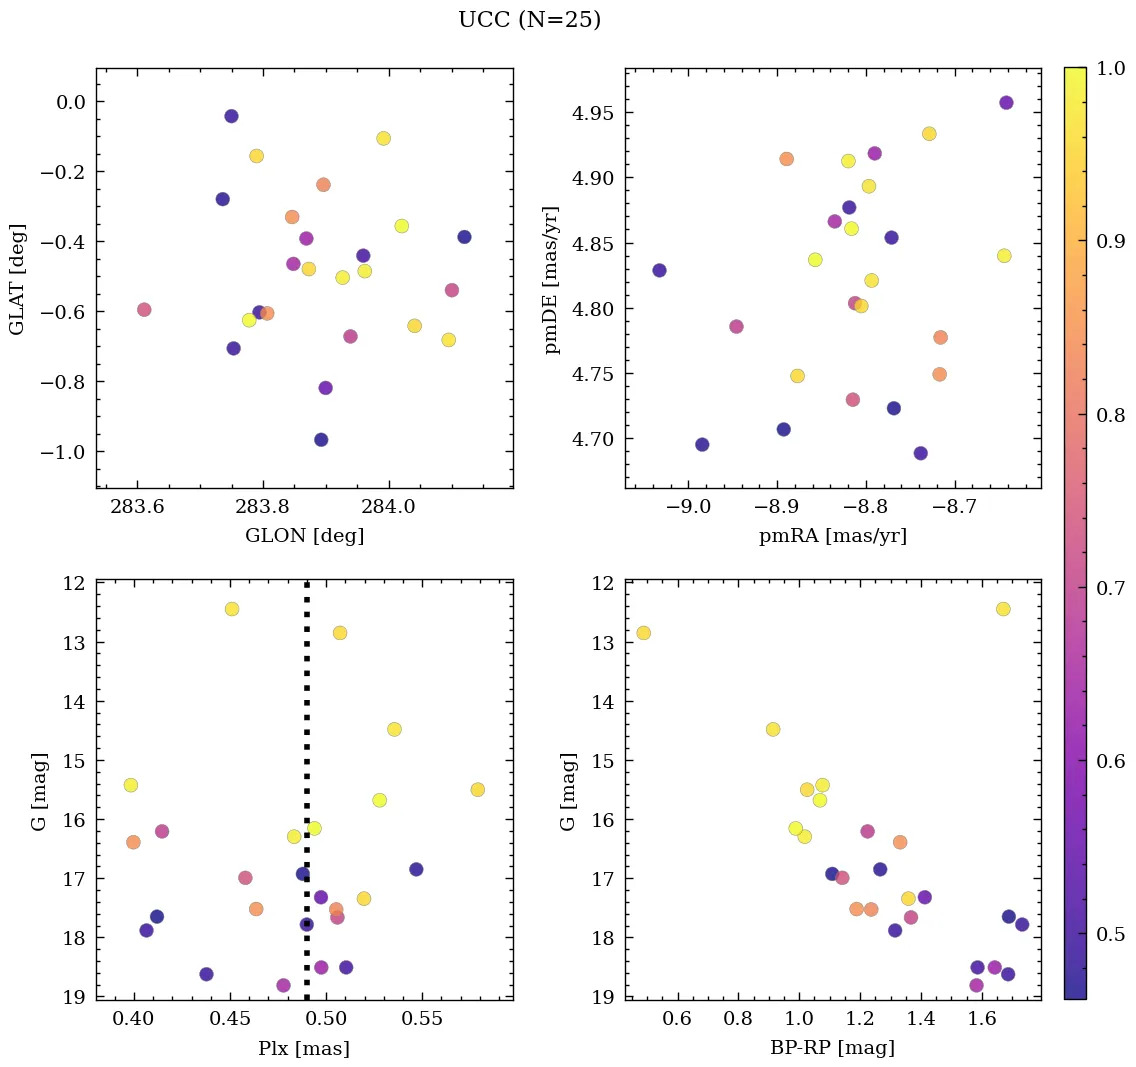 UCC (N=25)
0.0
−0.2
−0.4
−0.6
−0.8
−1.0
GLAT [deg]
283.6 283.8 284.0
GLON [deg]
4.95
4.90
4.85
4.80
4.75
4.70
pmDE [mas/yr]
−9.0 −8.9 −8.8 −8.7
pmRA [mas/yr]
12
13
14
15
16
17
18
19
G [mag]
0.40 0.45 0.50 0.55
Plx [mas]
12
13
14
15
16
17
18
19
G [mag]
0.6 0.8 1.0 1.2 1.4 1.6
BP-RP [mag]
1.0
0.9
0.8
0.7
0.6
0.5